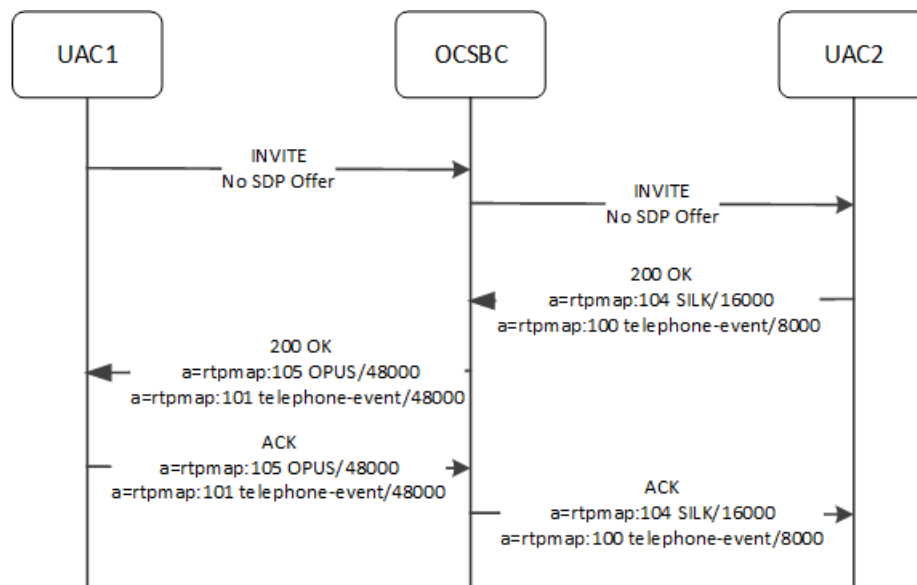 UAC1
OCSBC
UAC2
INVITE
No SDP Offer
INVITE
No SDP Offer
200 OK
a=rtpmap:104 SILK/16000
a=rtpmap:100 telephone-event/8000
200 OK
a=rtpmap:105 OPUS/48000
a=rtpmap:101 telephone-event/48000
ACK
a=rtpmap:105 OPUS/48000
a=rtpmap:101 telephone-event/48000
ACK
a=rtpmap:104 SILK/16000
a=rtpmap:100 telephone-event/8000